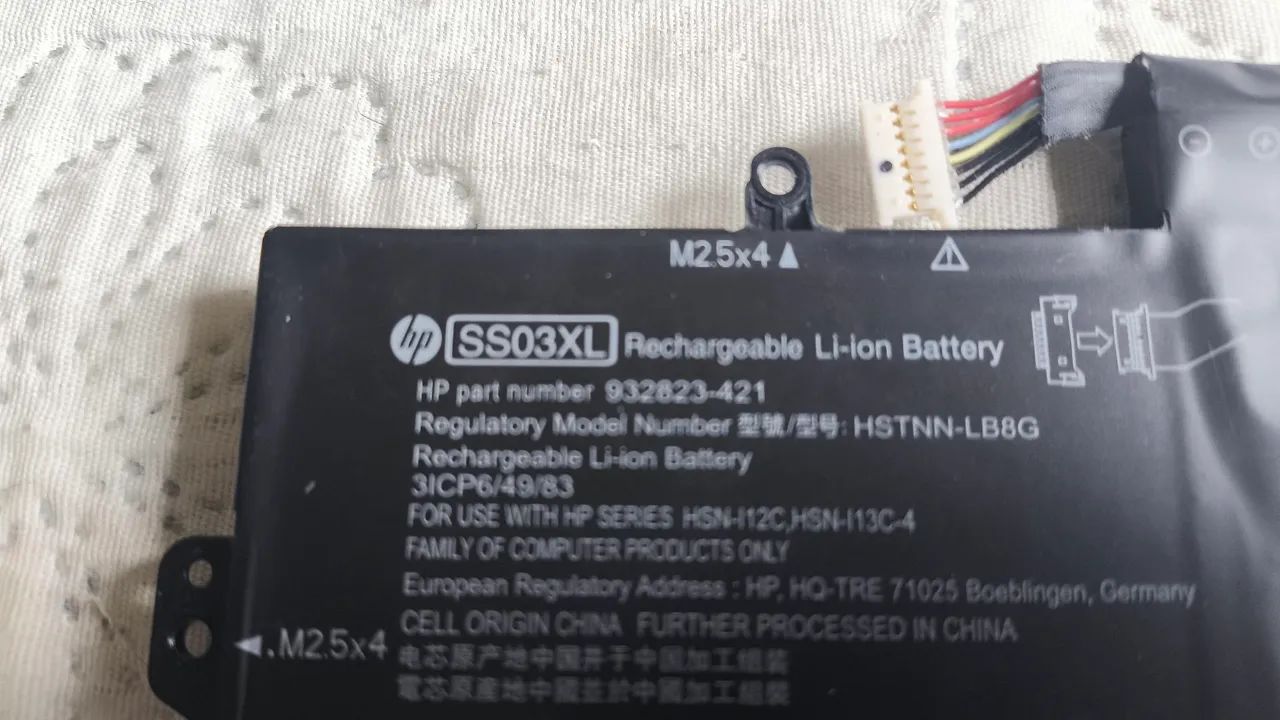 M2.5x4
hp SS03XL Rechargeable Li-ion Battery
HP part number 932823-421
Regulatory Model Number 型號/型号: HSTNN-LB8G
Rechargeable Li-ion Battery
3ICP6/49/83
FOR USE WITH HP SERIES HSN-I12C,HSN-I13C-4
FAMILY OF COMPUTER PRODUCTS ONLY
European Regulatory Address : HP, HQ-TRE 71025 Boeblingen, Germany
CELL ORIGIN CHINA FURTHER PROCESSED IN CHINA
.M2.5x4
电芯原产地中国并于中国加工组装
電芯原產地中國並於中國加工組裝